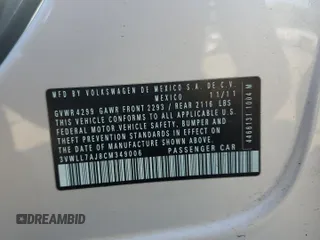 MFD. BY VOLKSWAGEN DE MEXICO S.A. DE C.V.
MEXICO 11/11
GVWR 4299 GAWR FRONT 2293 / REAR 2116 LBS
THIS VEHICLE CONFORMS TO ALL APPLICABLE
FEDERAL MOTOR VEHICLE SAFETY, BUMPER AND
THEFT PREVENTION STANDARDS IN EFFECT ON
THE DATE OF MANUFACTURE SHOWN ABOVE.
3VWLL7AJ8CM349006 PASSENGER CAR
DREAMBID